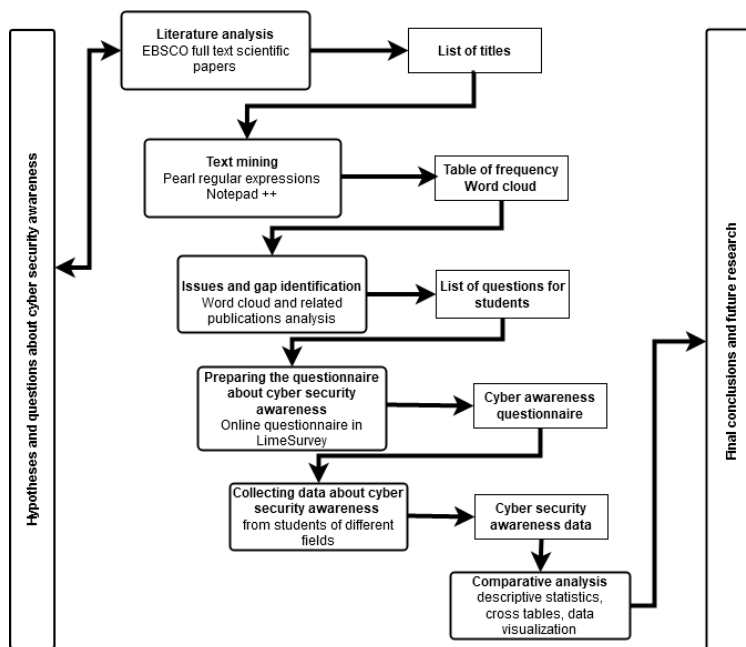 Hypotheses and questions about cyber security awareness
Literature analysis
EBSCO full text scientific
papers
List of titles
Text mining
Pearl regular expressions
Notepad ++
Table of frequency
Word cloud
Issues and gap identification
Word cloud and related
publications analysis
List of questions for
students
Preparing the questionnaire
about cyber security
awareness
Online questionnaire in
LimeSurvey
Cyber awareness
questionnaire
Collecting data about cyber
security awareness
from students of different
fields
Cyber security
awareness data
Comparative analysis
descriptive statistics,
cross tables, data
visualization
Final conclusions and future research